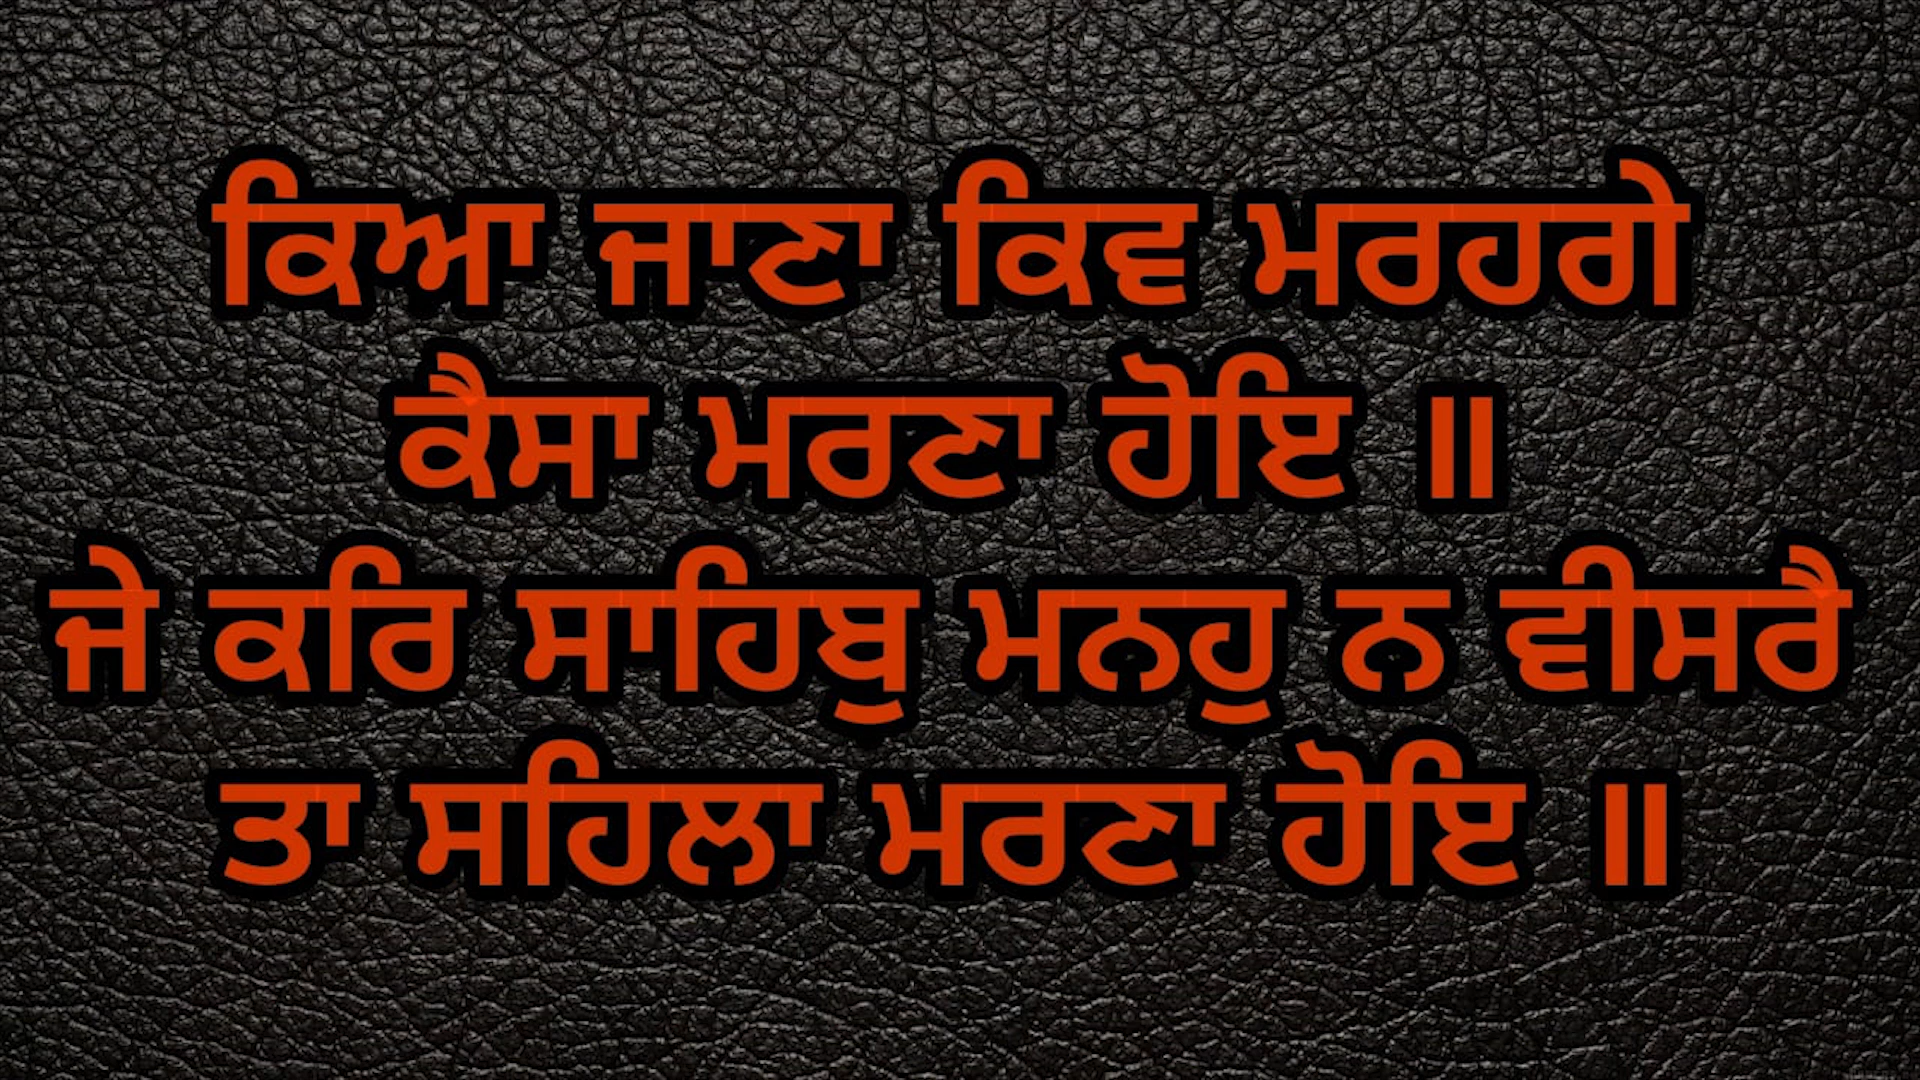 ਕਿਆ ਜਾਣਾ ਕਿਵ ਮਰਹਗੇ
ਕੈਸਾ ਮਰਣਾ ਹੋਇ ॥
ਜੇ ਕਰਿ ਸਾਹਿਬੁ ਮਨਹੁ ਨ ਵੀਸਰੈ
ਤਾ ਸਹਿਲਾ ਮਰਣਾ ਹੋਇ ॥